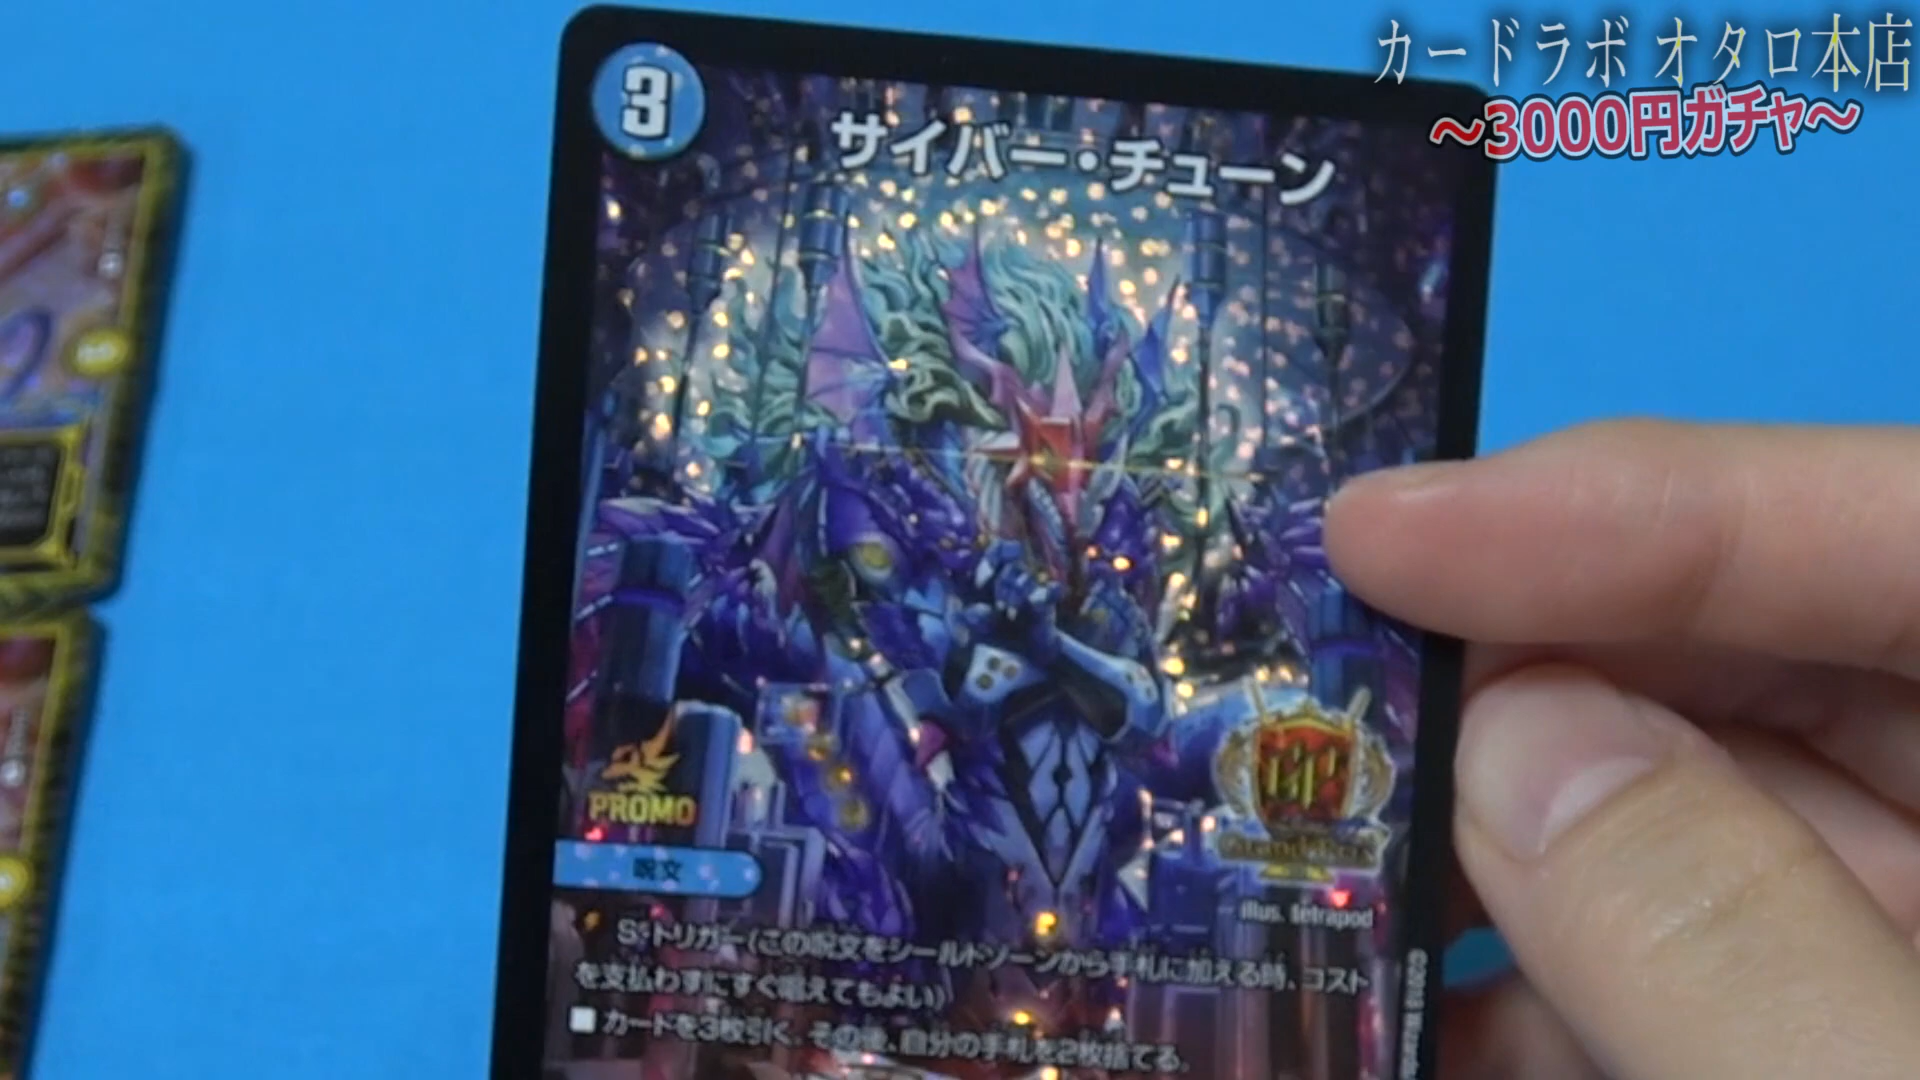 カードラボ オタロ本店
～3000円ガチャ～
3
サイバー・チューン
GP
Grand Prix
PROMO
呪文
illus. tetrapod
S・トリガー(この呪文をシールドゾーンから手札に加える時、コスト
を支払わずにすぐ唱えてもよい)
■カードを3枚引く。その後、自分の手札を2枚捨てる。